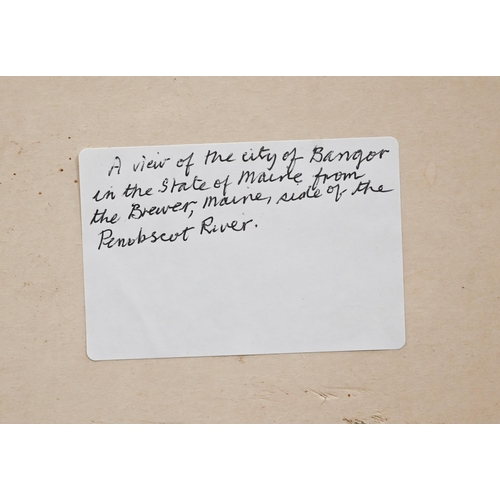 A view of the city of Bangor
in the State of Maine from
the Brewer, Maine, side of the
Penobscot River.